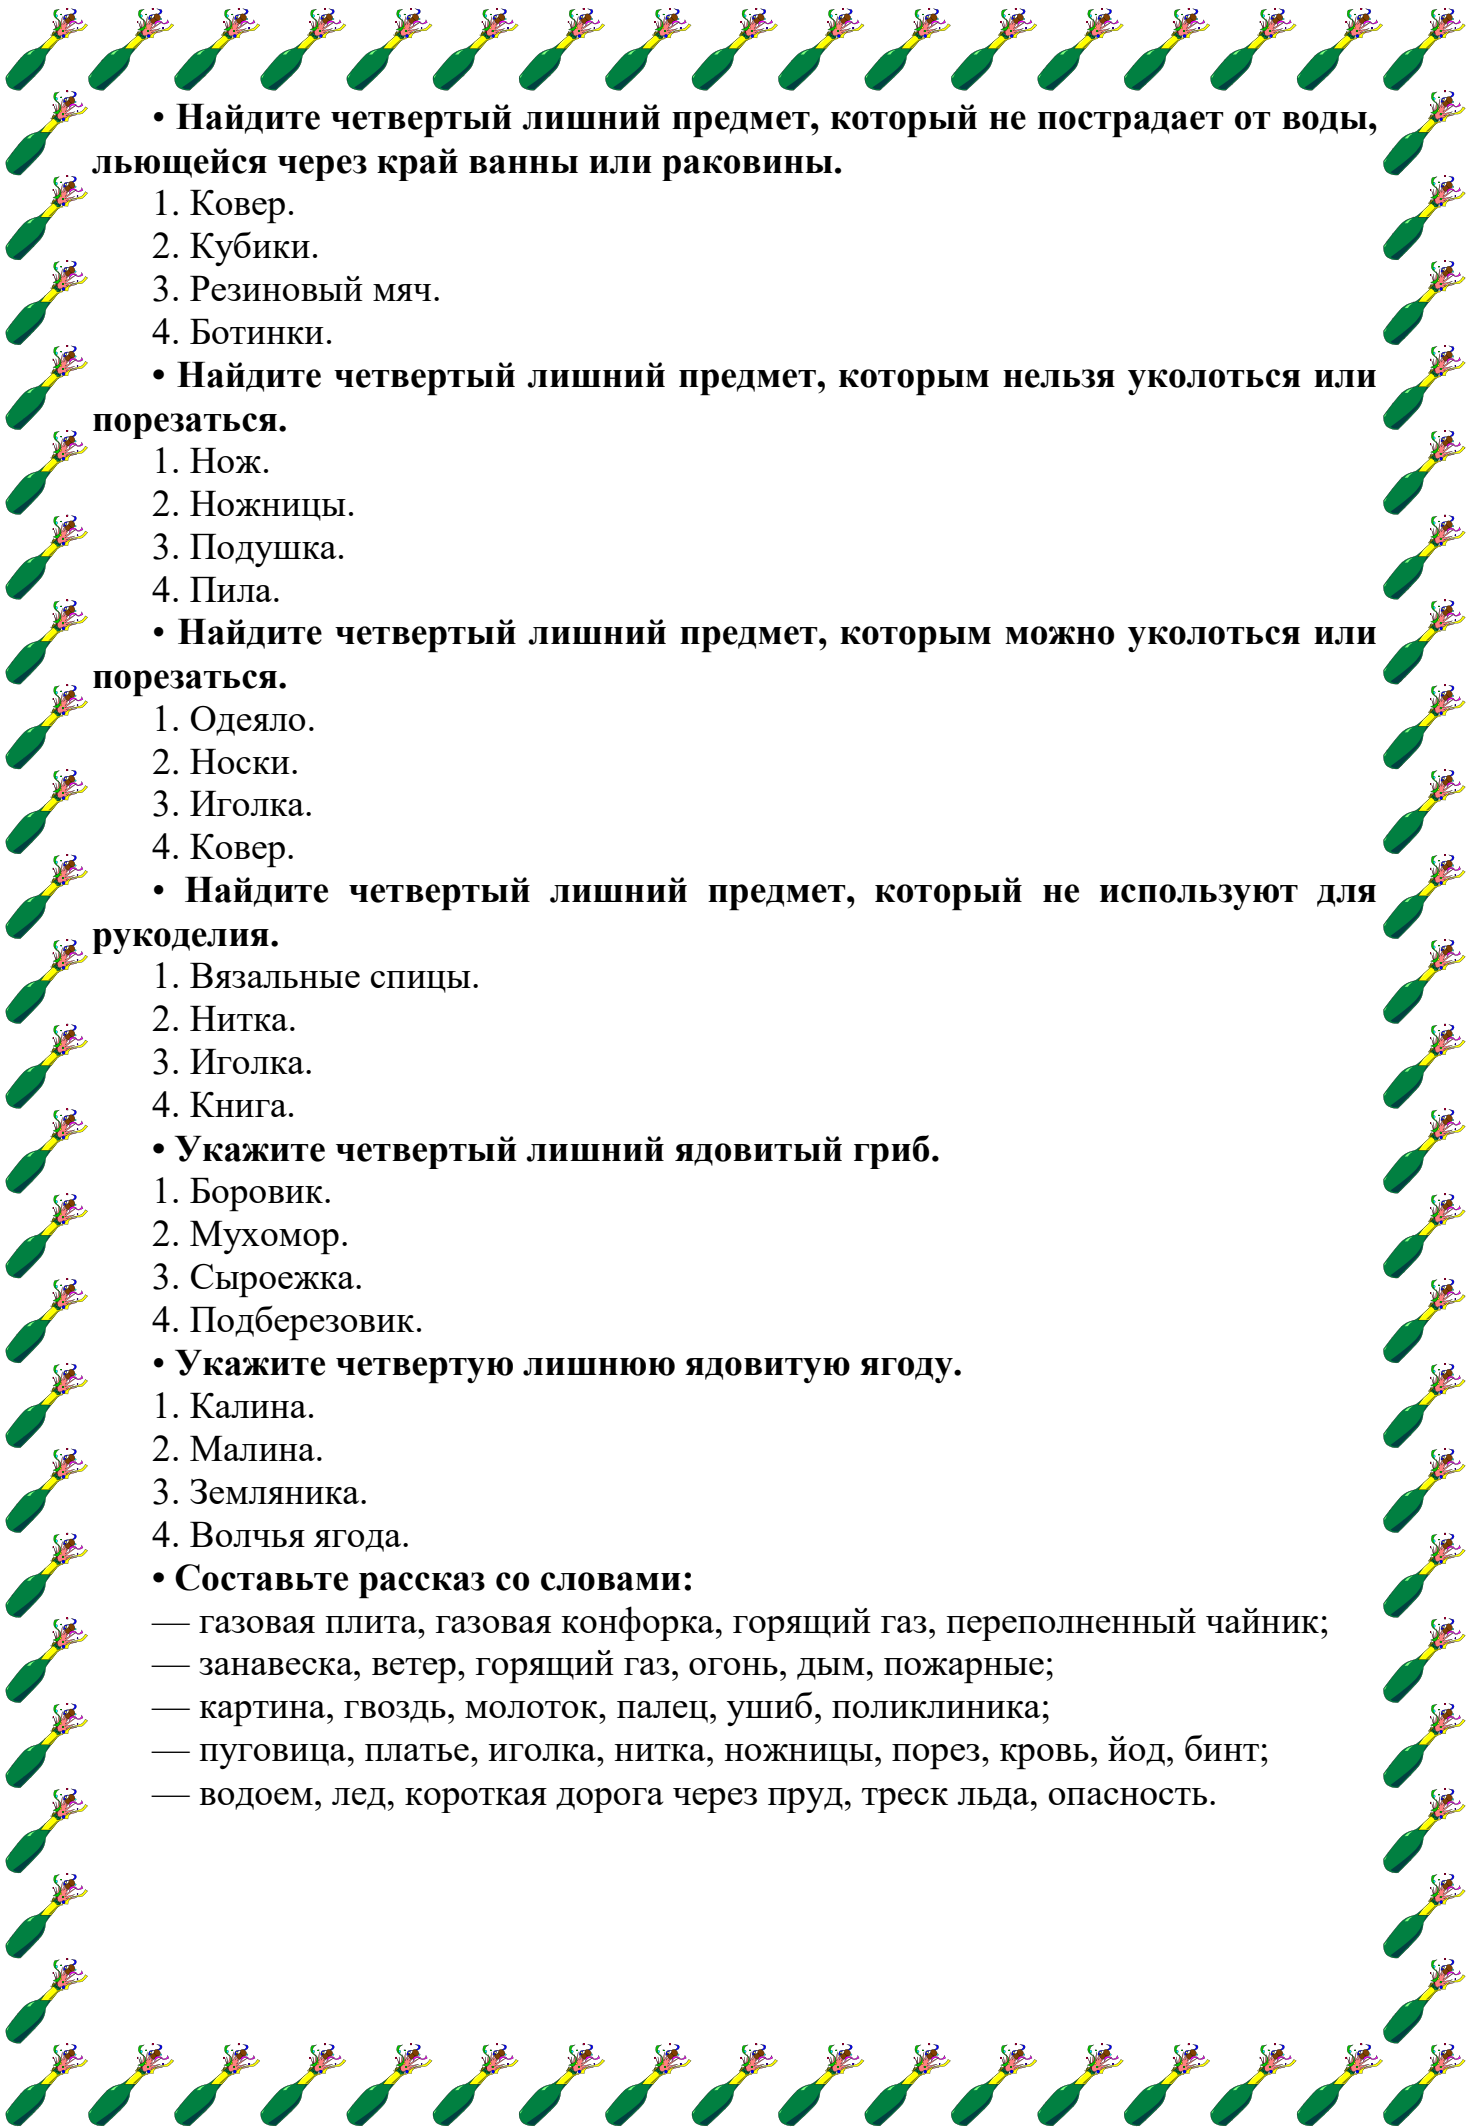 • Найдите четвертый лишний предмет, который не пострадает от воды,
льющейся через край ванны или раковины.
1. Ковер.
2. Кубики.
3. Резиновый мяч.
4. Ботинки.
• Найдите четвертый лишний предмет, которым нельзя уколоться или
порезаться.
1. Нож.
2. Ножницы.
3. Подушка.
4. Пила.
• Найдите четвертый лишний предмет, которым можно уколоться или
порезаться.
1. Одеяло.
2. Носки.
3. Иголка.
4. Ковер.
• Найдите четвертый лишний предмет, который не используют для
рукоделия.
1. Вязальные спицы.
2. Нитка.
3. Иголка.
4. Книга.
• Укажите четвертый лишний ядовитый гриб.
1. Боровик.
2. Мухомор.
3. Сыроежка.
4. Подберезовик.
• Укажите четвертую лишнюю ядовитую ягоду.
1. Калина.
2. Малина.
3. Земляника.
4. Волчья ягода.
• Составьте рассказ со словами:
— газовая плита, газовая конфорка, горящий газ, переполненный чайник;
— занавеска, ветер, горящий газ, огонь, дым, пожарные;
— картина, гвоздь, молоток, палец, ушиб, поликлиника;
— пуговица, платье, иголка, нитка, ножницы, порез, кровь, йод, бинт;
— водоем, лед, короткая дорога через пруд, треск льда, опасность.